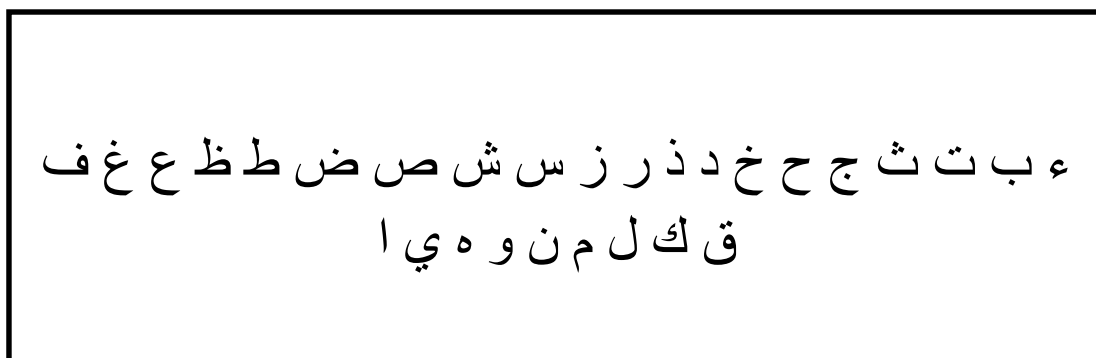 ء ب ت ث ج ح خ د ذ ر ز س ش ص ض ط ظ ع غ ف
ق ك ل م ن و ه ي ا